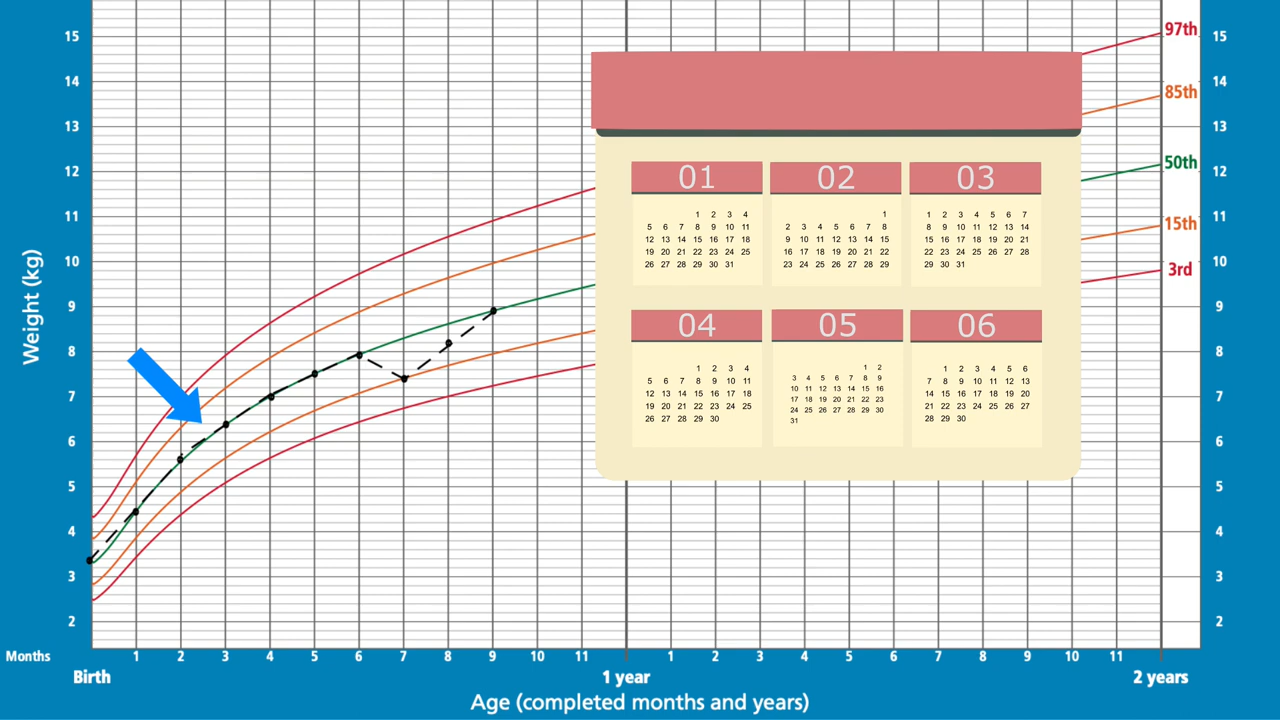 15 97th 15
14 85th 14
13 13
12 50th 12
11 15th 11
10 3rd 10
9 9
8 8
7 7
6 6
5 5
4 4
3 3
2 2
Weight (kg)
01
1 2 3 4
5 6 7 8 9 10 11
12 13 14 15 16 17 18
19 20 21 22 23 24 25
26 27 28 29 30 31
02
1
2 3 4 5 6 7 8
9 10 11 12 13 14 15
16 17 18 19 20 21 22
23 24 25 26 27 28 29
03
1 2 3 4 5 6 7
8 9 10 11 12 13 14
15 16 17 18 19 20 21
22 23 24 25 26 27 28
29 30 31
04
1 2 3 4
5 6 7 8 9 10 11
12 13 14 15 16 17 18
19 20 21 22 23 24 25
26 27 28 29 30
05
1 2
3 4 5 6 7 8 9
10 11 12 13 14 15 16
17 18 19 20 21 22 23
24 25 26 27 28 29 30
31
06
1 2 3 4 5 6
7 8 9 10 11 12 13
14 15 16 17 18 19 20
21 22 23 24 25 26 27
28 29 30
Months 1 2 3 4 5 6 7 8 9 10 11 1 2 3 4 5 6 7 8 9 10 11
Birth 1 year 2 years
Age (completed months and years)